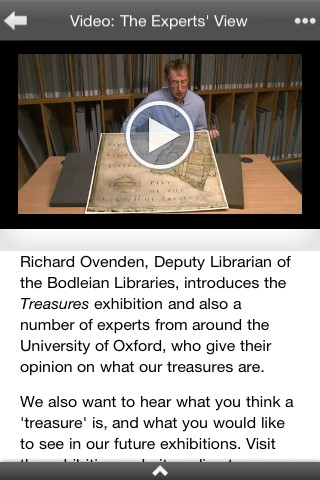 Video: The Experts' View
Richard Ovenden, Deputy Librarian of
the Bodleian Libraries, introduces the
Treasures exhibition and also a
number of experts from around the
University of Oxford, who give their
opinion on what our treasures are.
We also want to hear what you think a
'treasure' is, and what you would like
to see in our future exhibitions. Visit